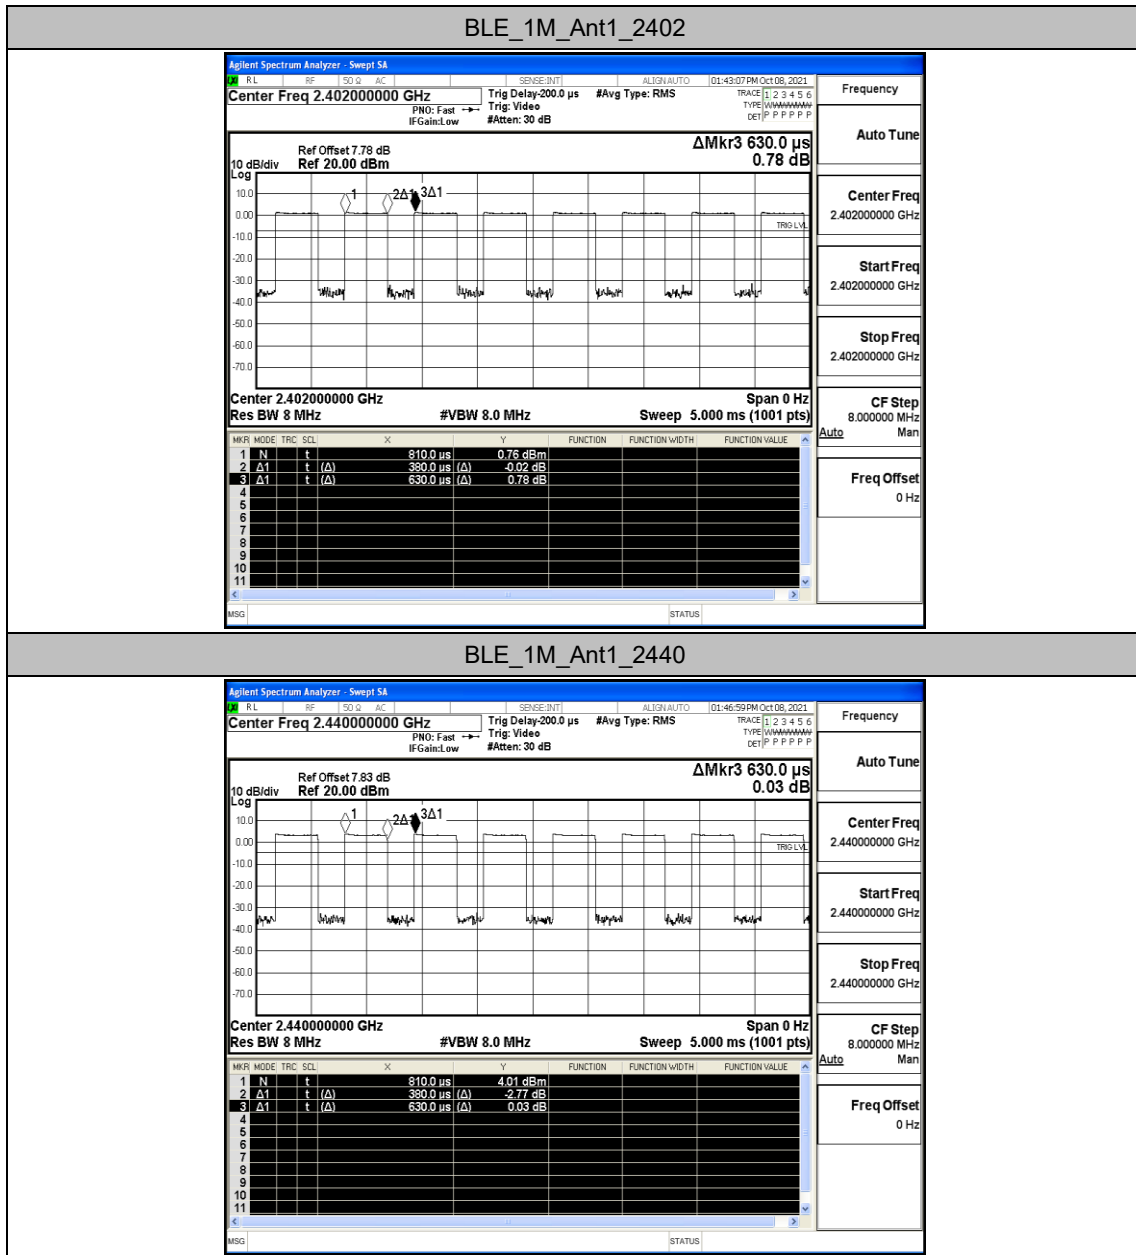 BLE_1M_Ant1_2402
Agilent Spectrum Analyzer - Swept SA
RL RF 50 Ω AC SENSE:INT ALIGNAUTO 01:43:07 PM Oct 08, 2021
Center Freq 2.402000000 GHz Trig Delay-200.0 µs #Avg Type: RMS TRACE 1 2 3 4 5 6
PNO: Fast Trig: Video TYPE
IFGain:Low #Atten: 30 dB DET P P P P P P
Ref Offset 7.78 dB ΔMkr3 630.0 µs
10 dB/div Ref 20.00 dBm 0.78 dB
Log
10.0
1 2Δ1 3Δ1
0.00
TRIG LVL
-10.0
-20.0
-30.0
-40.0
-50.0
-60.0
-70.0
Center 2.402000000 GHz Span 0 Hz
Res BW 8 MHz #VBW 8.0 MHz Sweep 5.000 ms (1001 pts)
MKR MODE TRC SCL X Y FUNCTION FUNCTION WIDTH FUNCTION VALUE
1 N t 810.0 µs 0.76 dBm
2 Δ1 t (Δ) 380.0 µs (Δ) -0.02 dB
3 Δ1 t (Δ) 630.0 µs (Δ) 0.78 dB
4
5
6
7
8
9
10
11
MSG STATUS
Frequency
Auto Tune
Center Freq
2.402000000 GHz
Start Freq
2.402000000 GHz
Stop Freq
2.402000000 GHz
CF Step
8.000000 MHz
Auto Man
Freq Offset
0 Hz
BLE_1M_Ant1_2440
Agilent Spectrum Analyzer - Swept SA
RL RF 50 Ω AC SENSE:INT ALIGNAUTO 01:46:59 PM Oct 08, 2021
Center Freq 2.440000000 GHz Trig Delay-200.0 µs #Avg Type: RMS TRACE 1 2 3 4 5 6
PNO: Fast Trig: Video TYPE
IFGain:Low #Atten: 30 dB DET P P P P P P
Ref Offset 7.83 dB ΔMkr3 630.0 µs
10 dB/div Ref 20.00 dBm 0.03 dB
Log
10.0
1 2Δ1 3Δ1
0.00
TRIG LVL
-10.0
-20.0
-30.0
-40.0
-50.0
-60.0
-70.0
Center 2.440000000 GHz Span 0 Hz
Res BW 8 MHz #VBW 8.0 MHz Sweep 5.000 ms (1001 pts)
MKR MODE TRC SCL X Y FUNCTION FUNCTION WIDTH FUNCTION VALUE
1 N t 810.0 µs 4.01 dBm
2 Δ1 t (Δ) 380.0 µs (Δ) -2.77 dB
3 Δ1 t (Δ) 630.0 µs (Δ) 0.03 dB
4
5
6
7
8
9
10
11
MSG STATUS
Frequency
Auto Tune
Center Freq
2.440000000 GHz
Start Freq
2.440000000 GHz
Stop Freq
2.440000000 GHz
CF Step
8.000000 MHz
Auto Man
Freq Offset
0 Hz